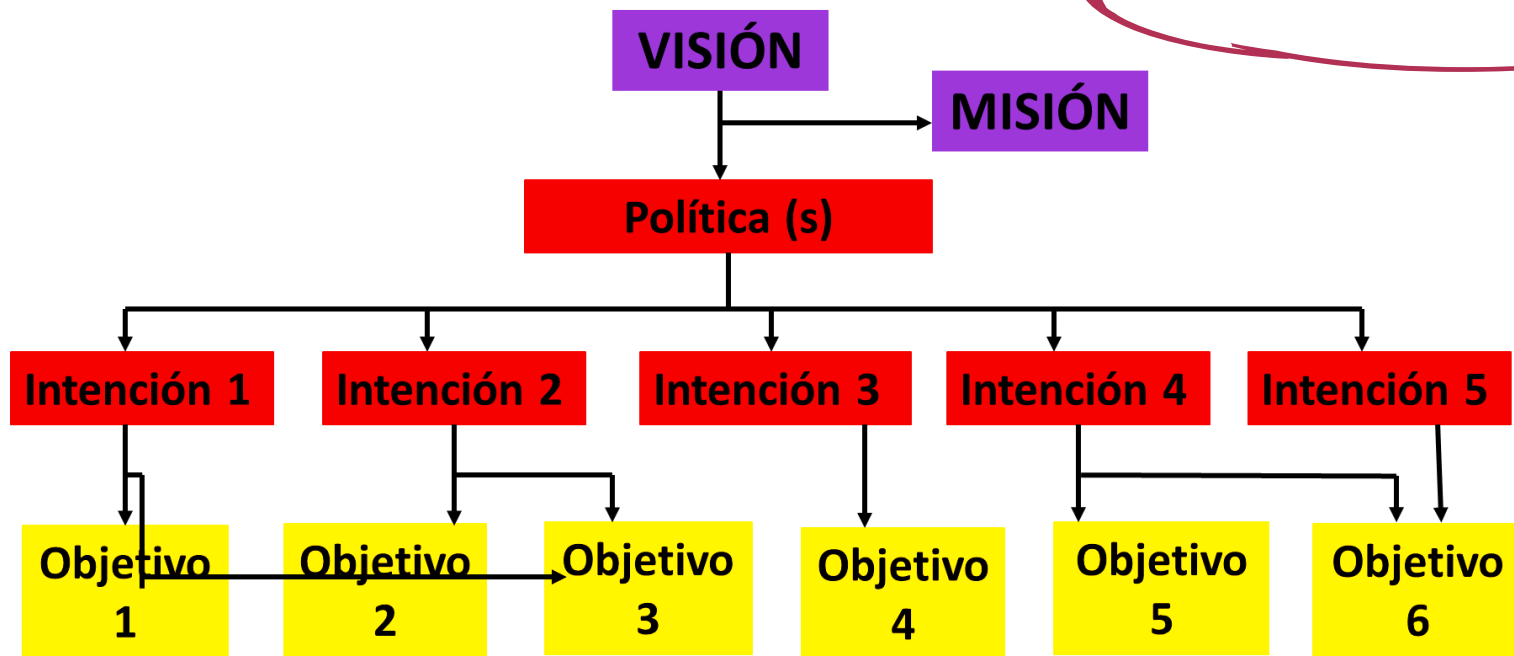 VISIÓN
MISIÓN
Política (s)
Intención 1
Intención 2
Intención 3
Intención 4
Intención 5
Objetivo
1
Objetivo
2
Objetivo
3
Objetivo
4
Objetivo
5
Objetivo
6